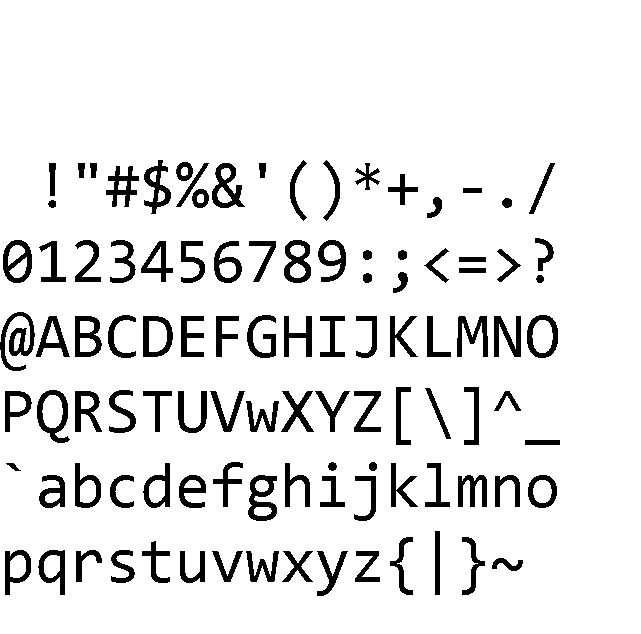 !"#$%&'()*+,-./
0123456789:;<=>?
@ABCDEFGHIJKLMNO
PQRSTUVwXYZ[\]^_
`abcdefghijklmno
pqrstuvwxyz{|}~